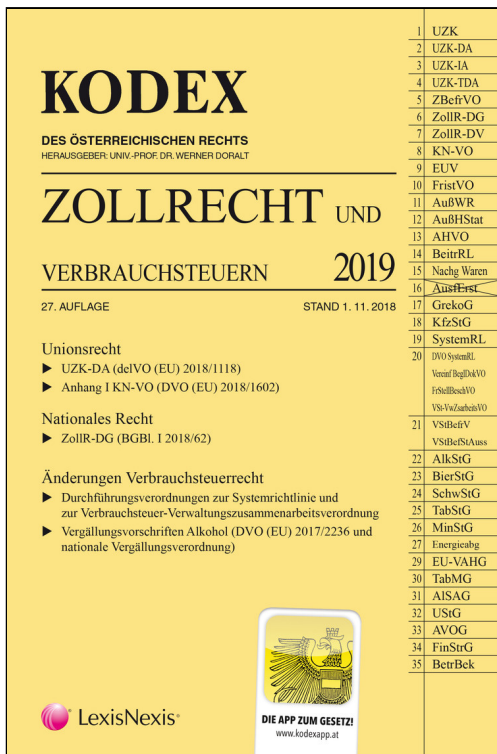 KODEX
DES ÖSTERREICHISCHEN RECHTS
HERAUSGEBER: UNIV.-PROF. DR. WERNER DORALT
ZOLLRECHT UND
VERBRAUCHSTEUERN 2019
27. AUFLAGE STAND 1. 11. 2018
Unionsrecht
▶ UZK-DA (delVO (EU) 2018/1118)
▶ Anhang I KN-VO (DVO (EU) 2018/1602)
Nationales Recht
▶ ZollR-DG (BGBl. I 2018/62)
Änderungen Verbrauchsteuerrecht
▶ Durchführungsverordnungen zur Systemrichtlinie und
zur Verbrauchsteuer-Verwaltungszusammenarbeitsverordnung
▶ Vergällungsvorschriften Alkohol (DVO (EU) 2017/2236 und
nationale Vergällungsverordnung)
LexisNexis®
DIE APP ZUM GESETZ!
www.kodexapp.at
1 UZK
2 UZK-DA
3 UZK-IA
4 UZK-TDA
5 ZBefrVO
6 ZollR-DG
7 ZollR-DV
8 KN-VO
9 EUV
10 FristVO
11 AußWR
12 AußHStat
13 AHVO
14 BeitrRL
15 Nachg Waren
16 AusfErst
17 GrekoG
18 KfzStG
19 SystemRL
20 DVO SystemRL
Vereinf BeglDokVO
FrStellBeschVO
VSt-VwZsarbeitsVO
21 VStBefrV
VStBefStAuss
22 AlkStG
23 BierStG
24 SchwStG
25 TabStG
26 MinStG
27 Energieabg
29 EU-VAHG
30 TabMG
31 AlSAG
32 UStG
33 AVOG
34 FinStrG
35 BetrBek